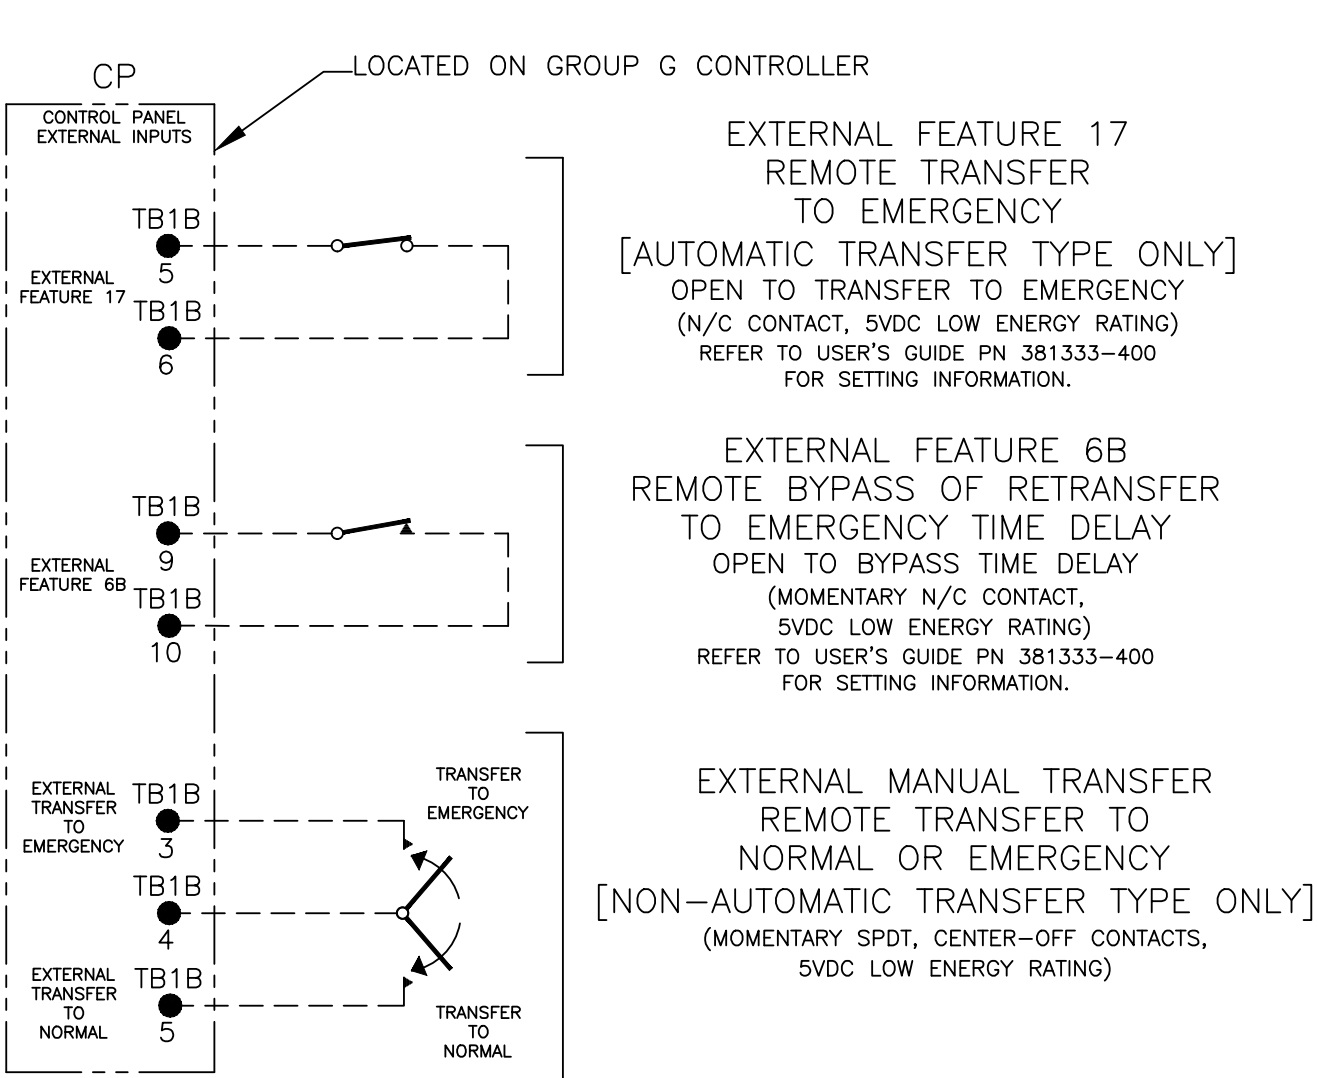 CP
LOCATED ON GROUP G CONTROLLER
CONTROL PANEL
EXTERNAL INPUTS
TB1B
5
EXTERNAL
FEATURE 17
TB1B
6
EXTERNAL FEATURE 17
REMOTE TRANSFER
TO EMERGENCY
[AUTOMATIC TRANSFER TYPE ONLY]
OPEN TO TRANSFER TO EMERGENCY
(N/C CONTACT, 5VDC LOW ENERGY RATING)
REFER TO USER'S GUIDE PN 381333-400
FOR SETTING INFORMATION.
TB1B
9
EXTERNAL
FEATURE 6B
TB1B
10
EXTERNAL FEATURE 6B
REMOTE BYPASS OF RETRANSFER
TO EMERGENCY TIME DELAY
OPEN TO BYPASS TIME DELAY
(MOMENTARY N/C CONTACT,
5VDC LOW ENERGY RATING)
REFER TO USER'S GUIDE PN 381333-400
FOR SETTING INFORMATION.
EXTERNAL
TRANSFER
TO
EMERGENCY
TB1B
3
TB1B
4
EXTERNAL
TRANSFER
TO
NORMAL
TB1B
5
TRANSFER
TO
EMERGENCY
TRANSFER
TO
NORMAL
EXTERNAL MANUAL TRANSFER
REMOTE TRANSFER TO
NORMAL OR EMERGENCY
[NON-AUTOMATIC TRANSFER TYPE ONLY]
(MOMENTARY SPDT, CENTER-OFF CONTACTS,
5VDC LOW ENERGY RATING)